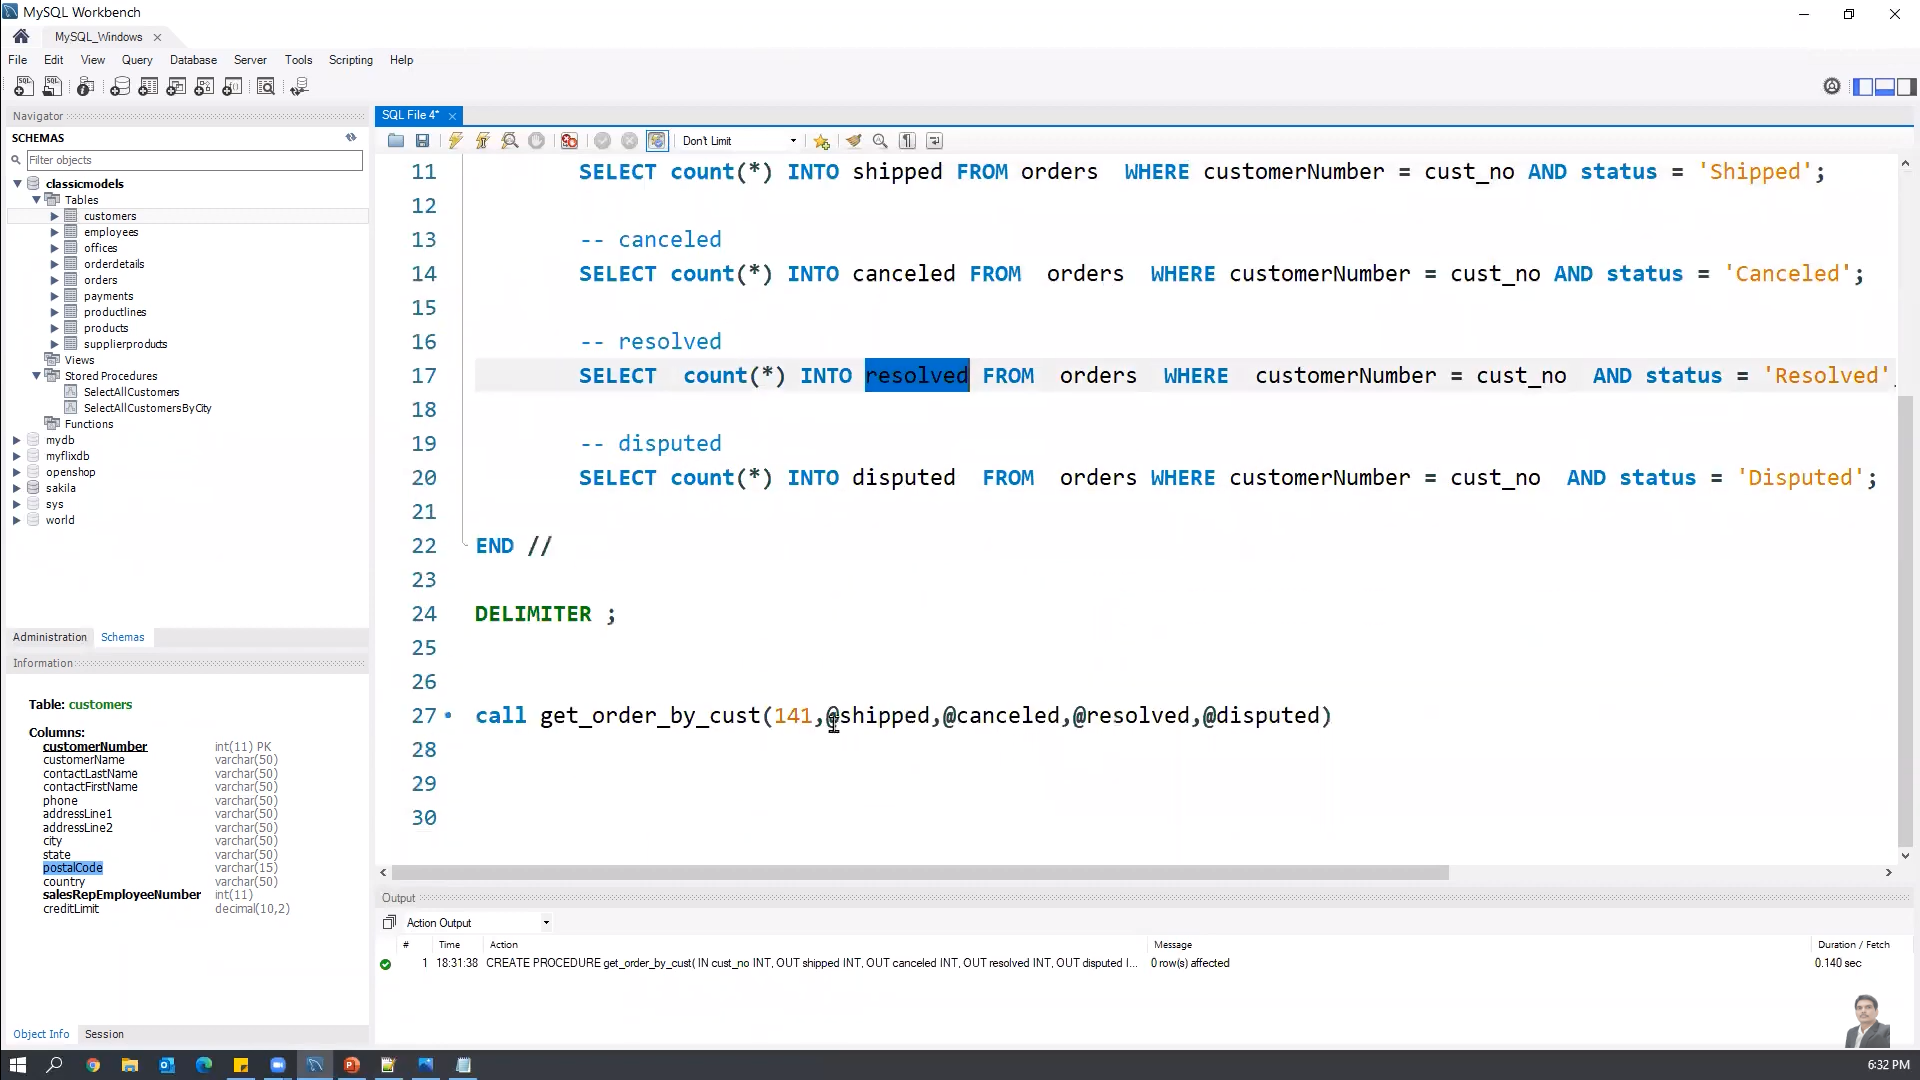 MySQL Workbench
MySQL_Windows
File Edit View Query Database Server Tools Scripting Help
Navigator
SCHEMAS
Filter objects
classicmodels
Tables
customers
employees
offices
orderdetails
orders
payments
productlines
products
supplierproducts
Views
Stored Procedures
SelectAllCustomers
SelectAllCustomersByCity
Functions
mydb
myflixdb
openshop
sakila
sys
world
Administration Schemas
Information
Table: customers
Columns:
customerNumber int(11) PK
customerName varchar(50)
contactLastName varchar(50)
contactFirstName varchar(50)
phone varchar(50)
addressLine1 varchar(50)
addressLine2 varchar(50)
city varchar(50)
state varchar(50)
postalCode varchar(15)
country varchar(50)
salesRepEmployeeNumber int(11)
creditLimit decimal(10,2)
Object Info Session
SQL File 4*
Don't Limit
11 SELECT count(*) INTO shipped FROM orders WHERE customerNumber = cust_no AND status = 'Shipped';
12
13 -- canceled
14 SELECT count(*) INTO canceled FROM orders WHERE customerNumber = cust_no AND status = 'Canceled';
15
16 -- resolved
17 SELECT count(*) INTO resolved FROM orders WHERE customerNumber = cust_no AND status = 'Resolved'
18
19 -- disputed
20 SELECT count(*) INTO disputed FROM orders WHERE customerNumber = cust_no AND status = 'Disputed';
21
22 END //
23
24 DELIMITER ;
25
26
27 call get_order_by_cust(141,@shipped,@canceled,@resolved,@disputed)
28
29
30
Output
Action Output
# Time Action Message Duration / Fetch
1 18:31:38 CREATE PROCEDURE get_order_by_cust( IN cust_no INT, OUT shipped INT, OUT canceled INT, OUT resolved INT, OUT disputed I... 0 row(s) affected 0.140 sec
6:32 PM